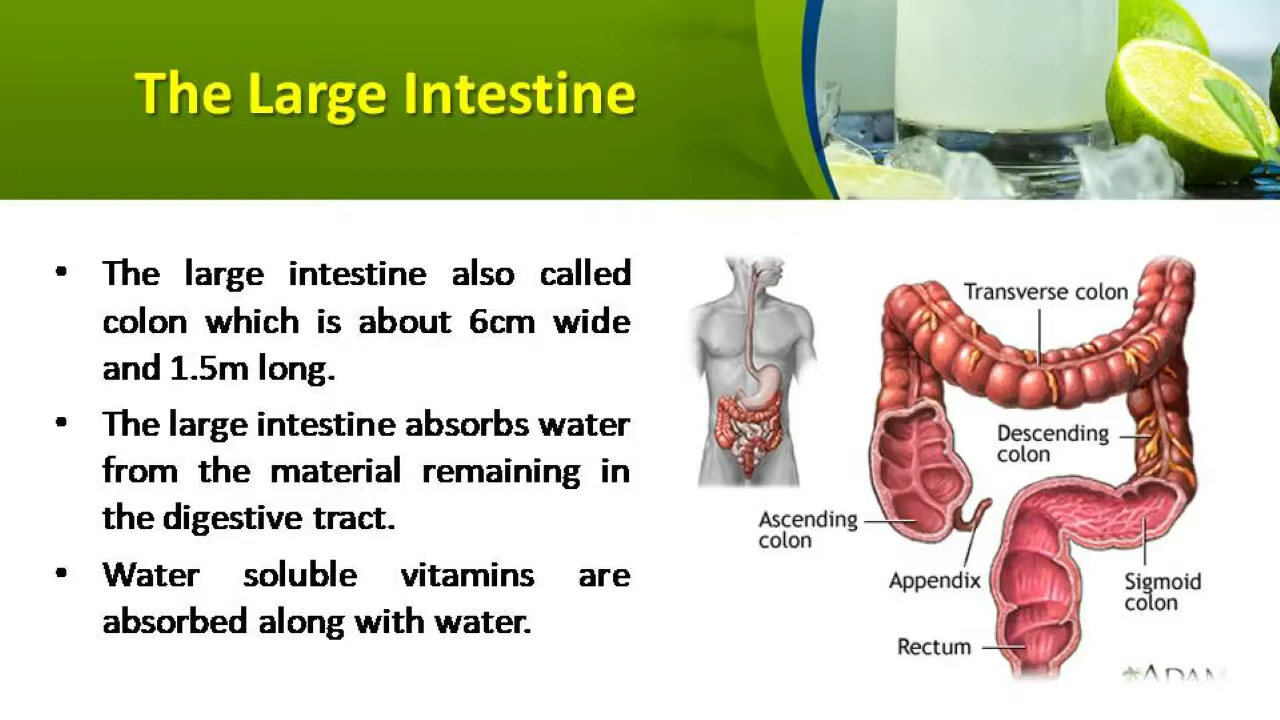 The Large Intestine
• The large intestine also called
colon which is about 6cm wide
and 1.5m long.
• The large intestine absorbs water
from the material remaining in
the digestive tract.
• Water soluble vitamins are
absorbed along with water.
Transverse colon
Descending
colon
Ascending
colon
Appendix
Sigmoid
colon
Rectum
ADAM